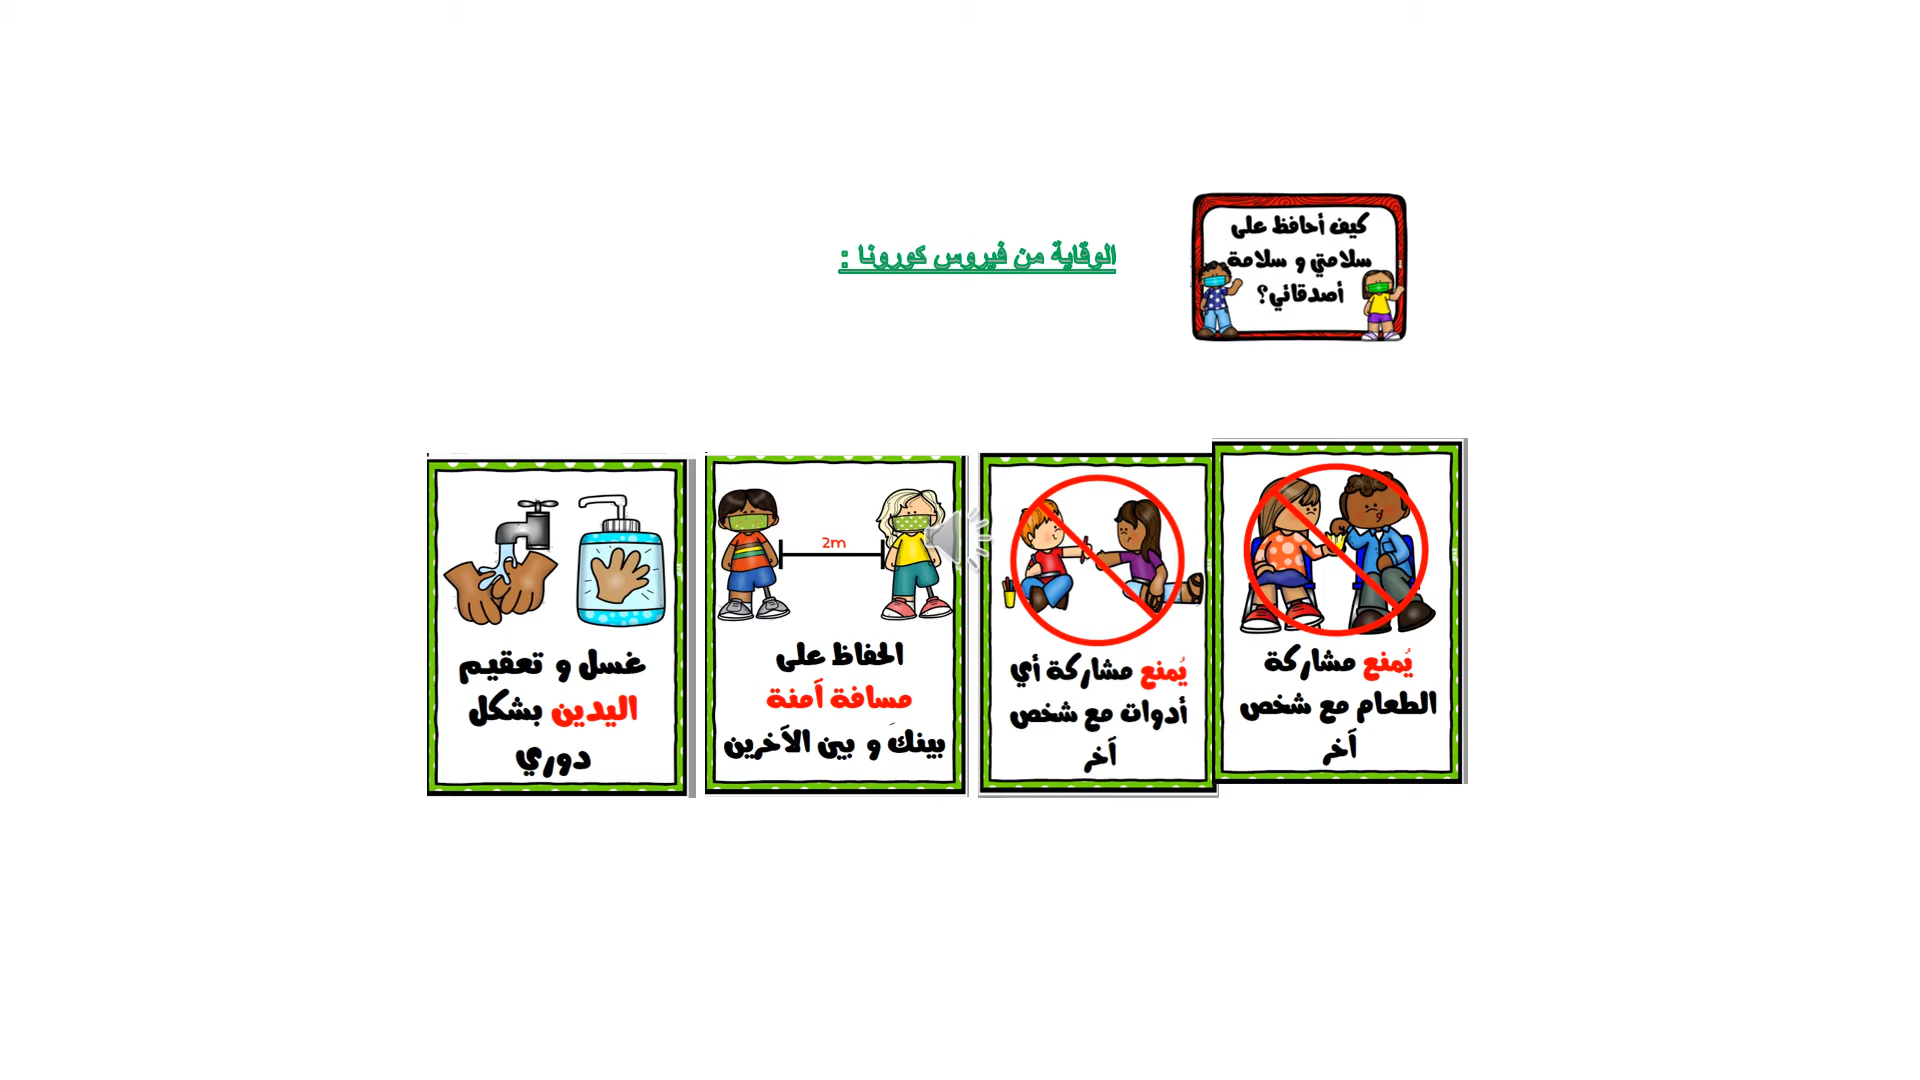 كيف أحافظ على
سلامتي و سلامة
أصدقائي؟
الوقاية من فيروس كورونا :
يُمنع مشاركة
الطعام مع شخص
آخر
يُمنع مشاركة أي
أدوات مع شخص
آخر
2m
الحفاظ على
مسافة آمنة
بينكَ و بين الآخرين
غسل و تعقيم
اليدين بشكل
دوري